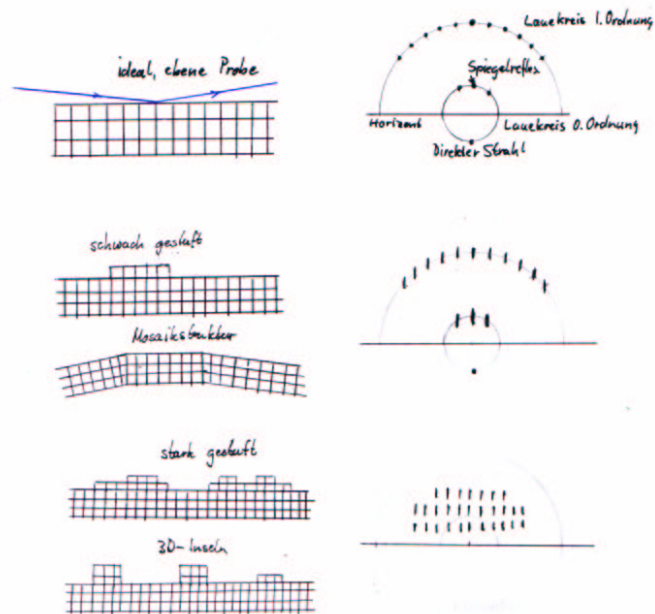 ideal, ebene Probe
Lauekreis 1. Ordnung
Spiegelreflex
Horizont
Lauekreis 0. Ordnung
Direkter Strahl
schwach gestuft
Mosaikstruktur
stark gestuft
3D-Inseln